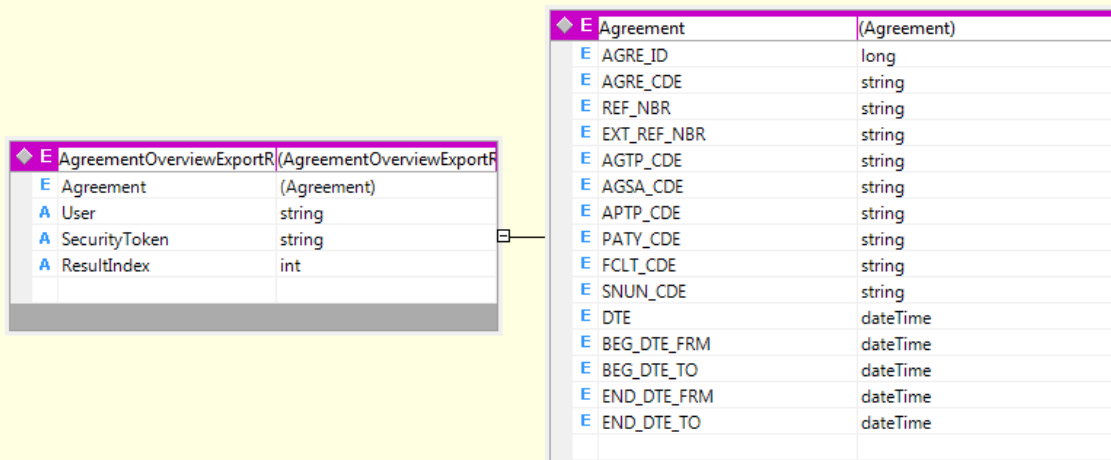 E AgreementOverviewExportR (AgreementOverviewExportR
E Agreement (Agreement)
A User string
A SecurityToken string
A ResultIndex int
E Agreement (Agreement)
E AGRE_ID long
E AGRE_CDE string
E REF_NBR string
E EXT_REF_NBR string
E AGTP_CDE string
E AGSA_CDE string
E APTP_CDE string
E PATY_CDE string
E FCLT_CDE string
E SNUN_CDE string
E DTE dateTime
E BEG_DTE_FRM dateTime
E BEG_DTE_TO dateTime
E END_DTE_FRM dateTime
E END_DTE_TO dateTime